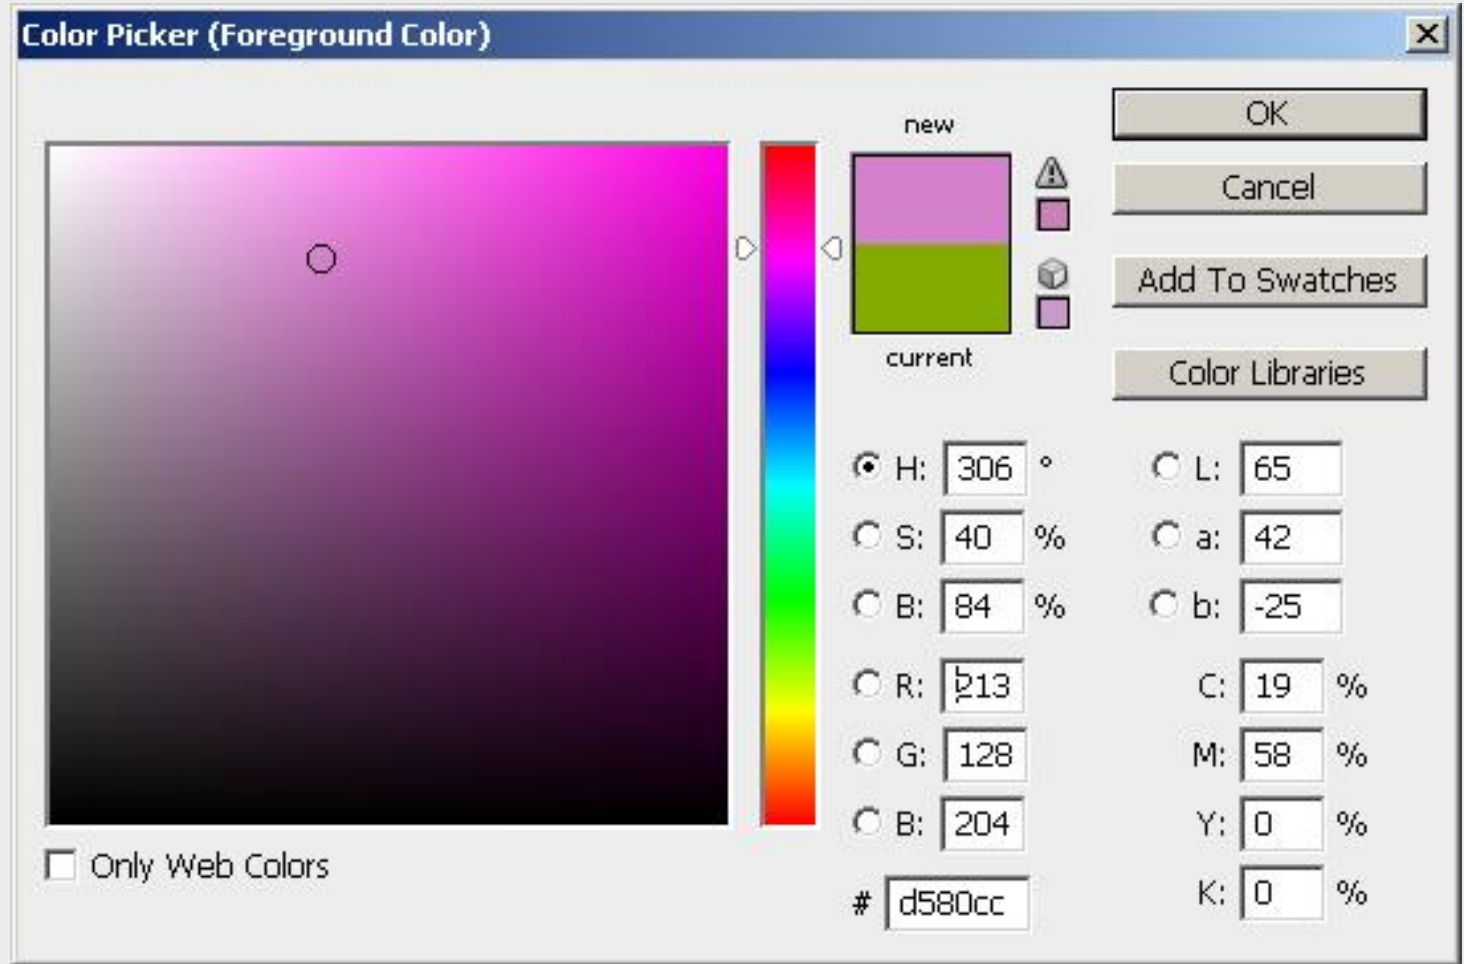 Color Picker (Foreground Color)
new
current
OK
Cancel
Add To Swatches
Color Libraries
H: 306 °
S: 40 %
B: 84 %
R: 213
G: 128
B: 204
# d580cc
L: 65
a: 42
b: -25
C: 19 %
M: 58 %
Y: 0 %
K: 0 %
Only Web Colors